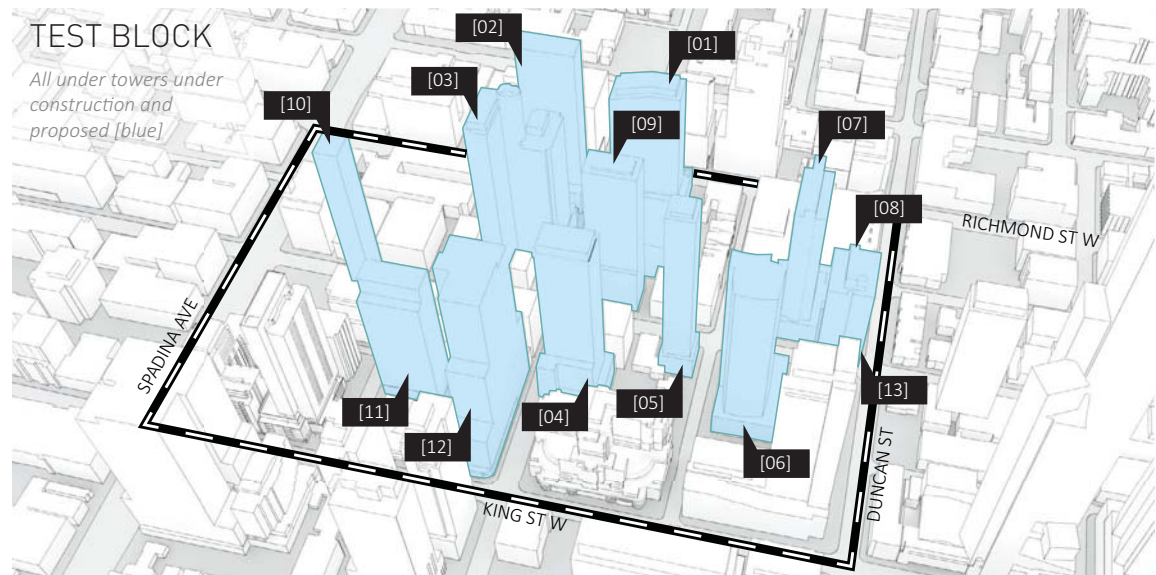 TEST BLOCK
All under towers under
construction and
proposed [blue]
[02]
[01]
[03]
[10]
[09]
[07]
[08]
RICHMOND ST W
SPADINA AVE
[13]
[11]
[04]
[05]
[12]
[06]
KING ST W
DUNCAN ST